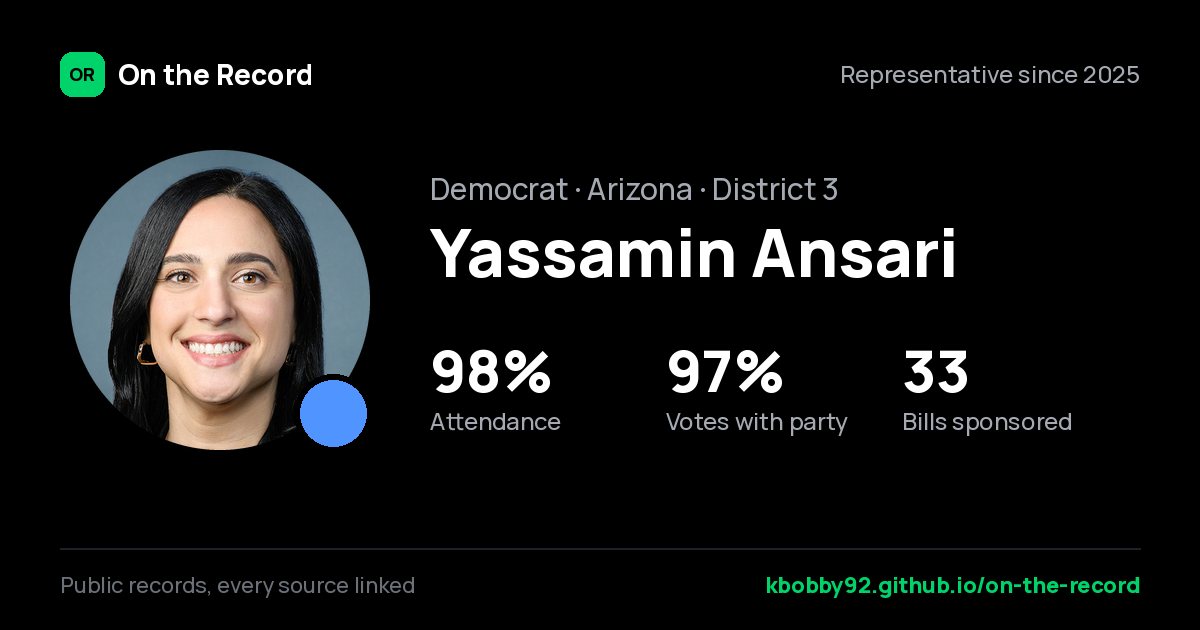 OR On the Record
Representative since 2025
Democrat · Arizona · District 3
Yassamin Ansari
98% 97% 33
Attendance Votes with party Bills sponsored
Public records, every source linked
kbobby92.github.io/on-the-record